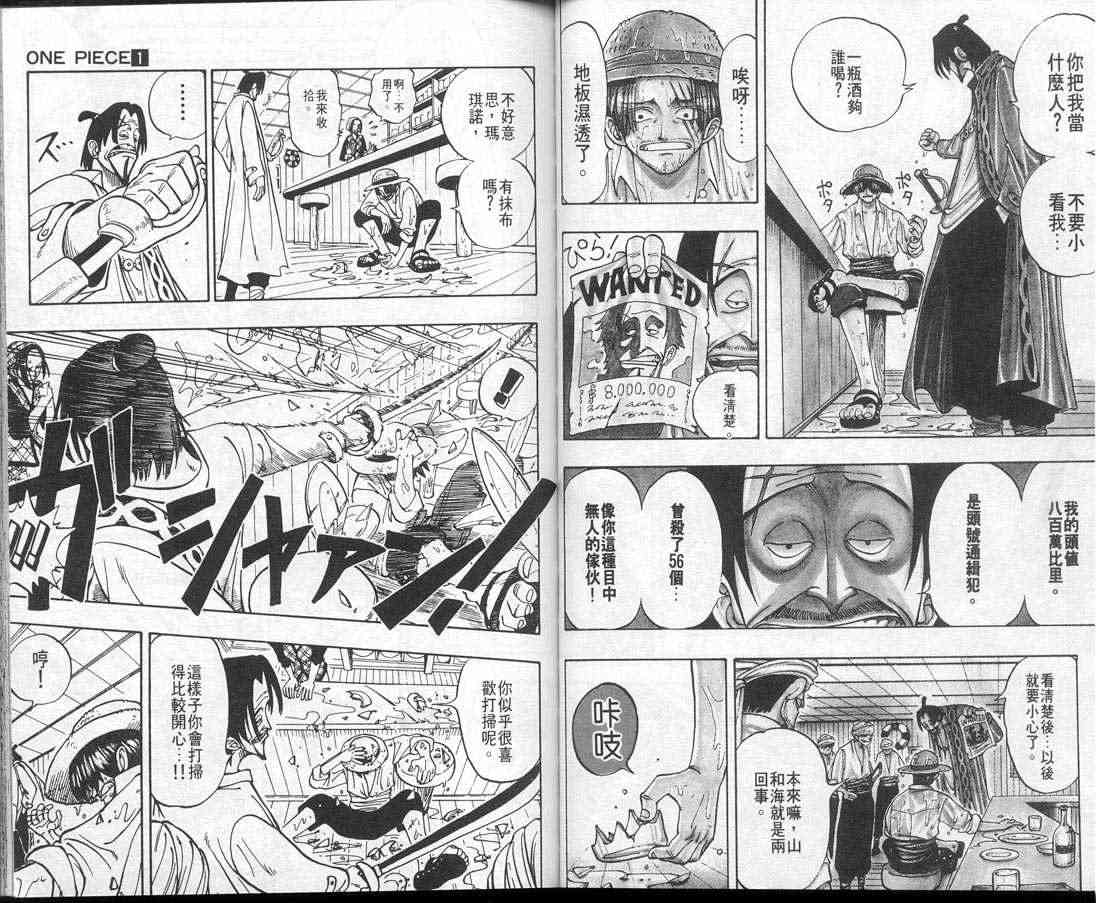 你把我當
什麼人？
不要小
看我…
一瓶酒夠
誰喝？
ポタ
ポタ
唉呀……
地板濕透了。
ぴら！
WANTED
8,000,000
看清楚。
我的頭值
八百萬比里。
是頭號通緝犯。
曾殺了56個…
像你這種目中
無人的傢伙！
看清楚後…以後
就要小心了。
本來嘛，山
和海就是兩
回事。
咔吱
ONE PIECE 1
不好意
思，瑪
琪諾，
有抹布
嗎？
啊…不
用了…
我來收
拾。
……
ズ…
！
ガシャァン!!
!!!
你似乎很喜
歡打掃呢。
這樣子你會打掃
得比較開心…!!
哼！